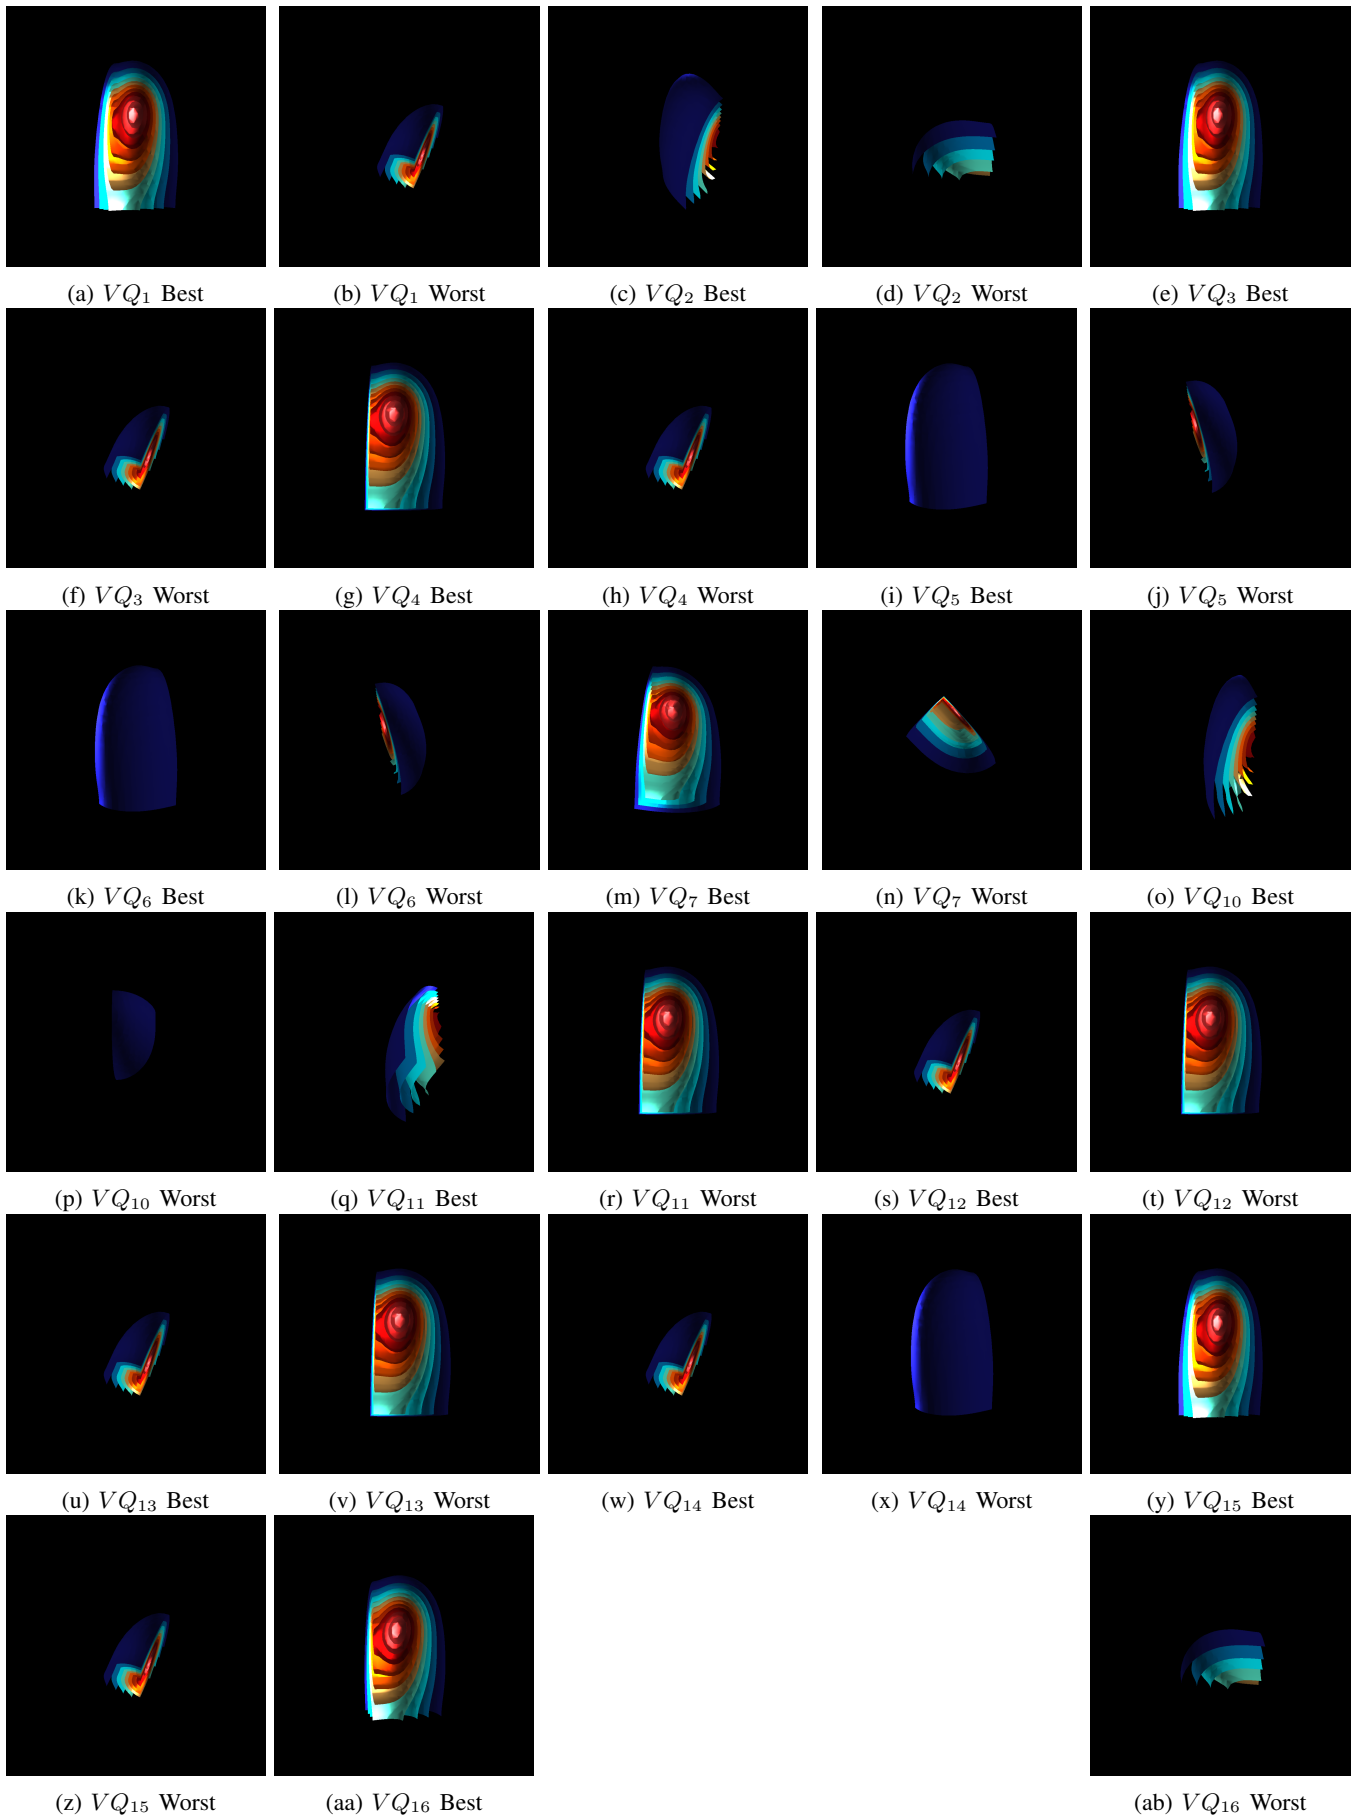 (a) VQ₁ Best (b) VQ₁ Worst (c) VQ₂ Best (d) VQ₂ Worst (e) VQ₃ Best
(f) VQ₃ Worst (g) VQ₄ Best (h) VQ₄ Worst (i) VQ₅ Best (j) VQ₅ Worst
(k) VQ₆ Best (l) VQ₆ Worst (m) VQ₇ Best (n) VQ₇ Worst (o) VQ₁₀ Best
(p) VQ₁₀ Worst (q) VQ₁₁ Best (r) VQ₁₁ Worst (s) VQ₁₂ Best (t) VQ₁₂ Worst
(u) VQ₁₃ Best (v) VQ₁₃ Worst (w) VQ₁₄ Best (x) VQ₁₄ Worst (y) VQ₁₅ Best
(z) VQ₁₅ Worst (aa) VQ₁₆ Best (ab) VQ₁₆ Worst